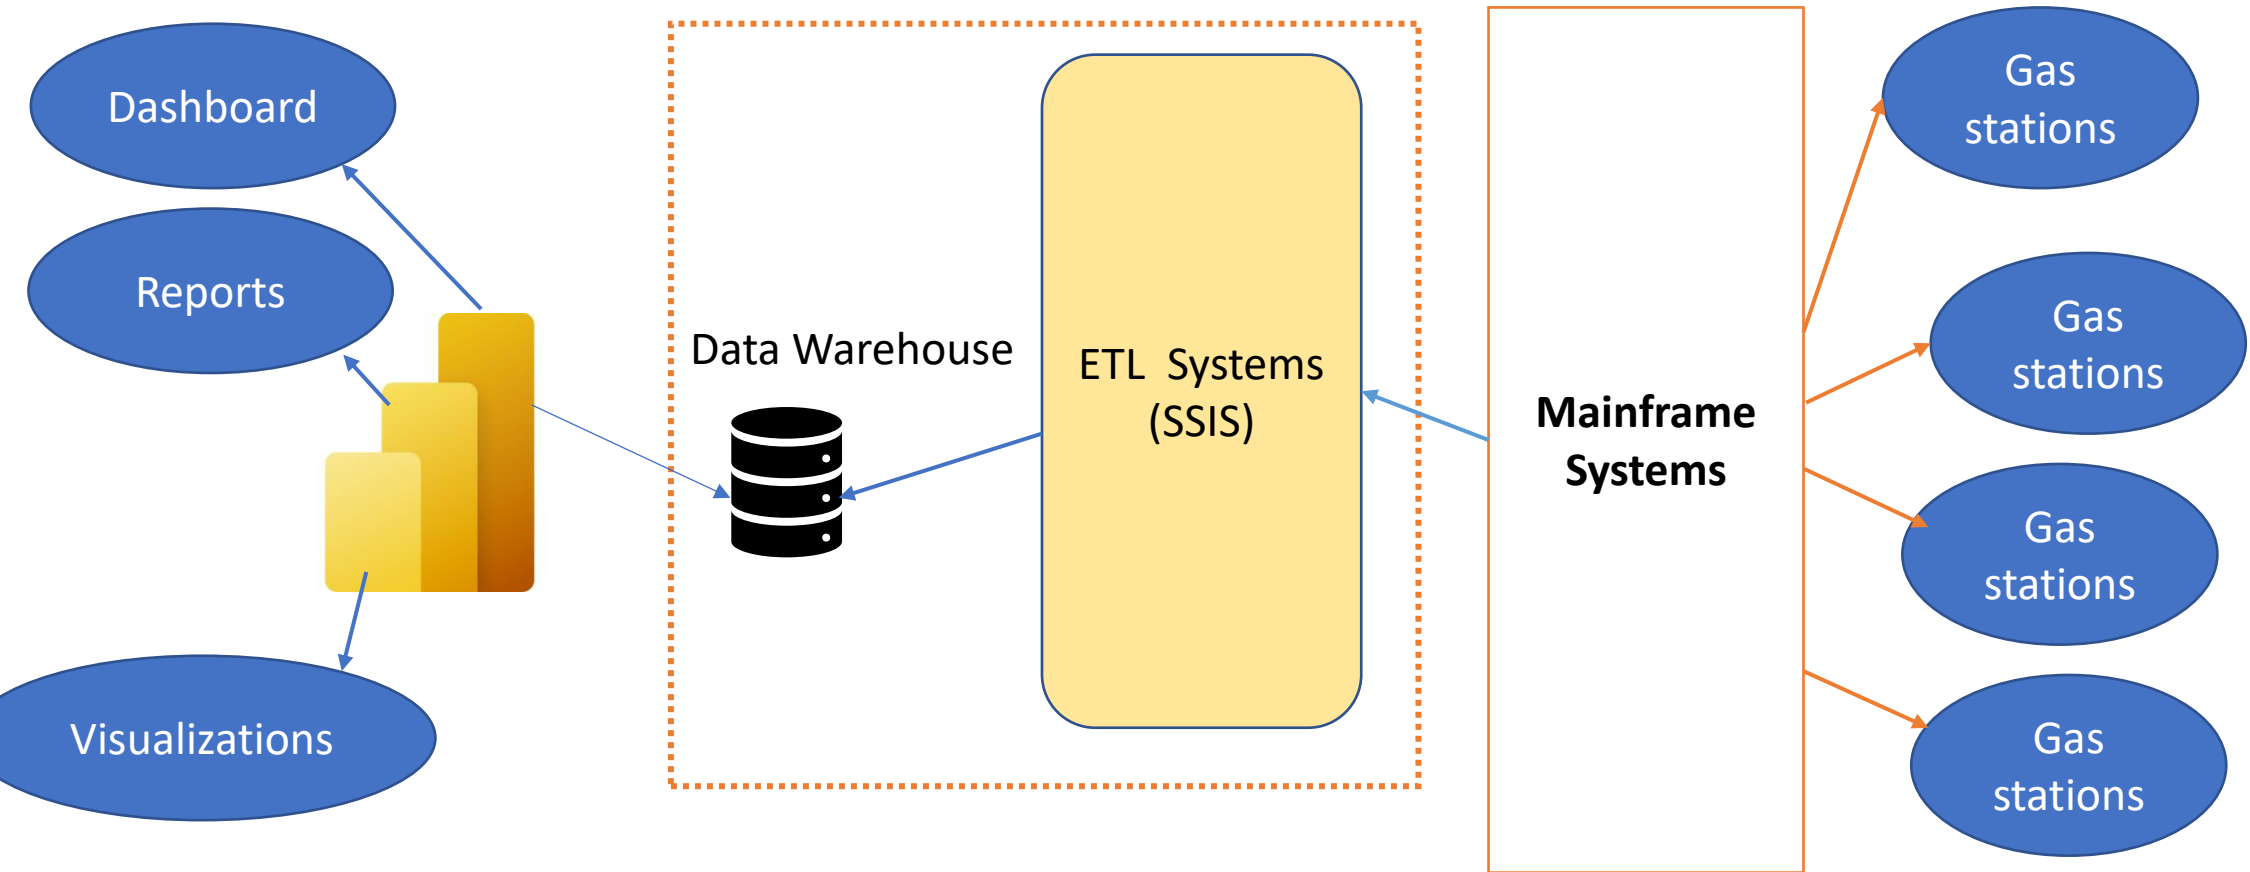 Dashboard
Reports
Visualizations
Data Warehouse
ETL  Systems
(SSIS)
Mainframe
Systems
Gas
stations
Gas
stations
Gas
stations
Gas
stations